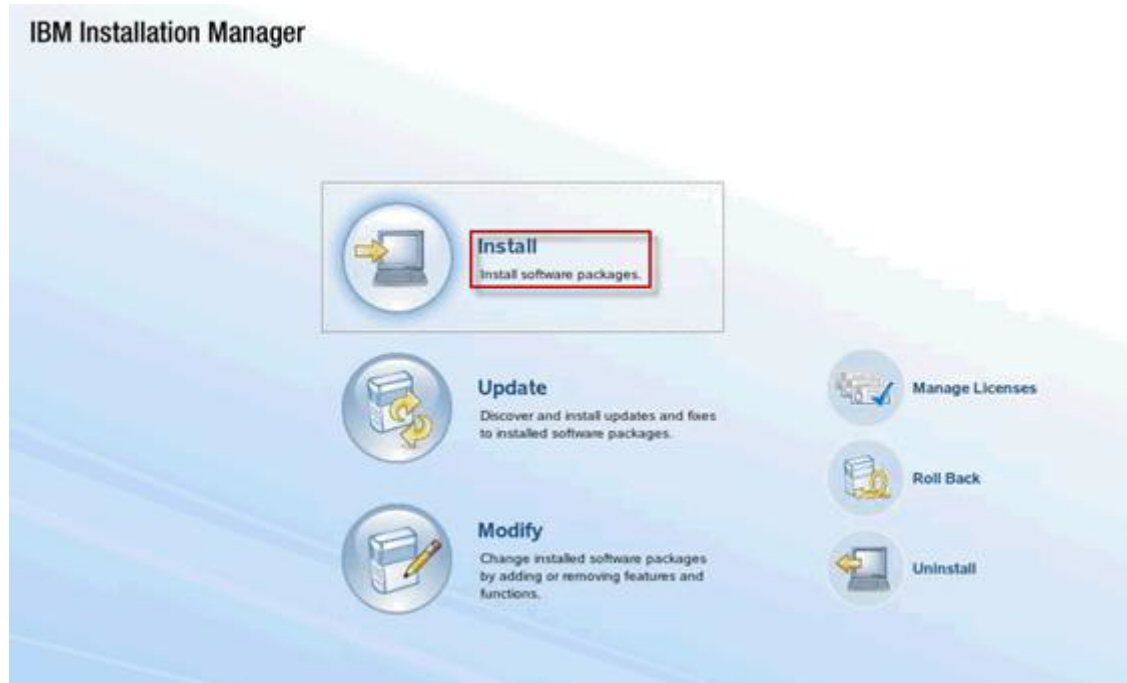 IBM Installation Manager
Install
Install software packages.
Update
Discover and install updates and fixes
to installed software packages.
Modify
Change installed software packages
by adding or removing features and
functions.
Manage Licenses
Roll Back
Uninstall